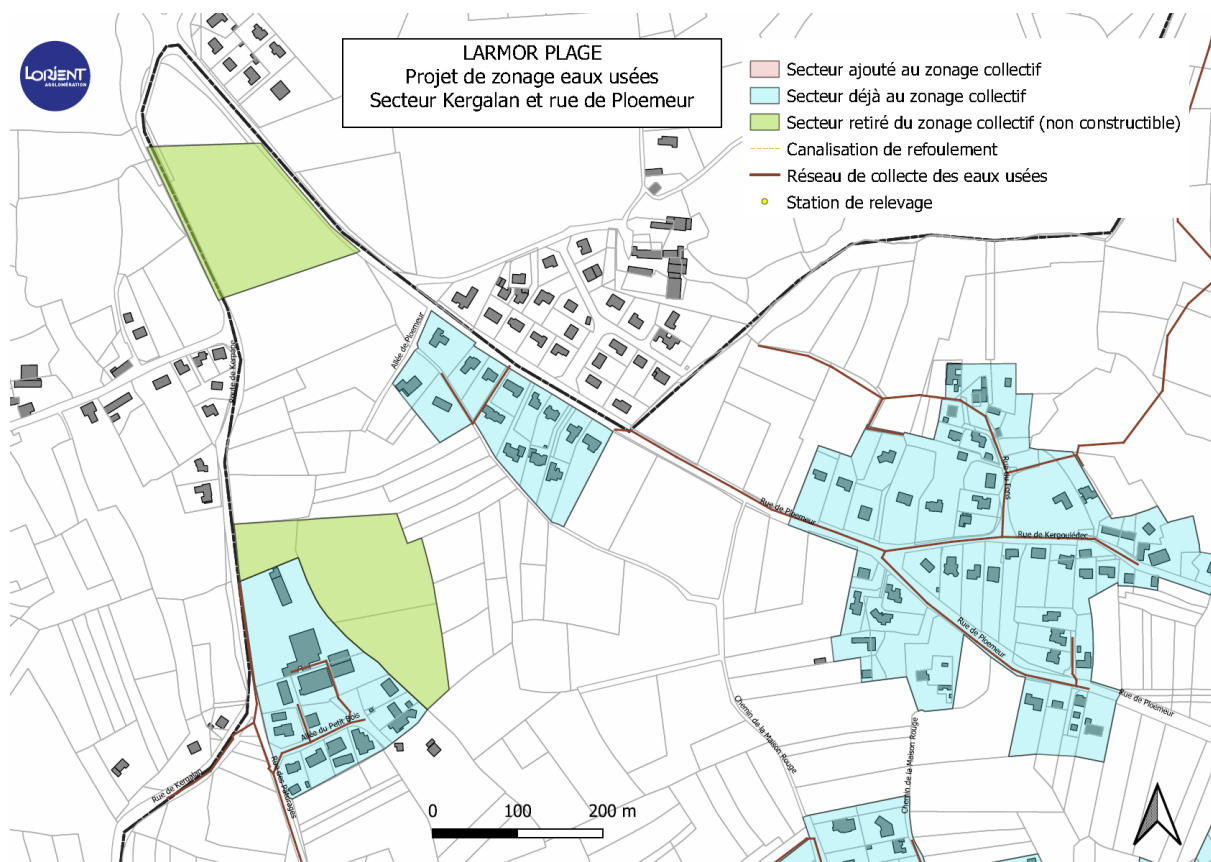 LORIENT
AGGLOMÉRATION
LARMOR PLAGE
Projet de zonage eaux usées
Secteur Kergalan et rue de Ploemeur
Secteur ajouté au zonage collectif
Secteur déjà au zonage collectif
Secteur retiré du zonage collectif (non constructible)
Canalisation de refoulement
Réseau de collecte des eaux usées
Station de relevage
Allée de Ploemeur
Rue de Ploemeur
Rue de Kergoulédec
Rue de Ploemeur
Rue de Ploemeur
Chemin de la Maison Rouge
Chemin de la Maison Rouge
Allée du Petit Bois
Rue de Kergalan
0 100 200 m